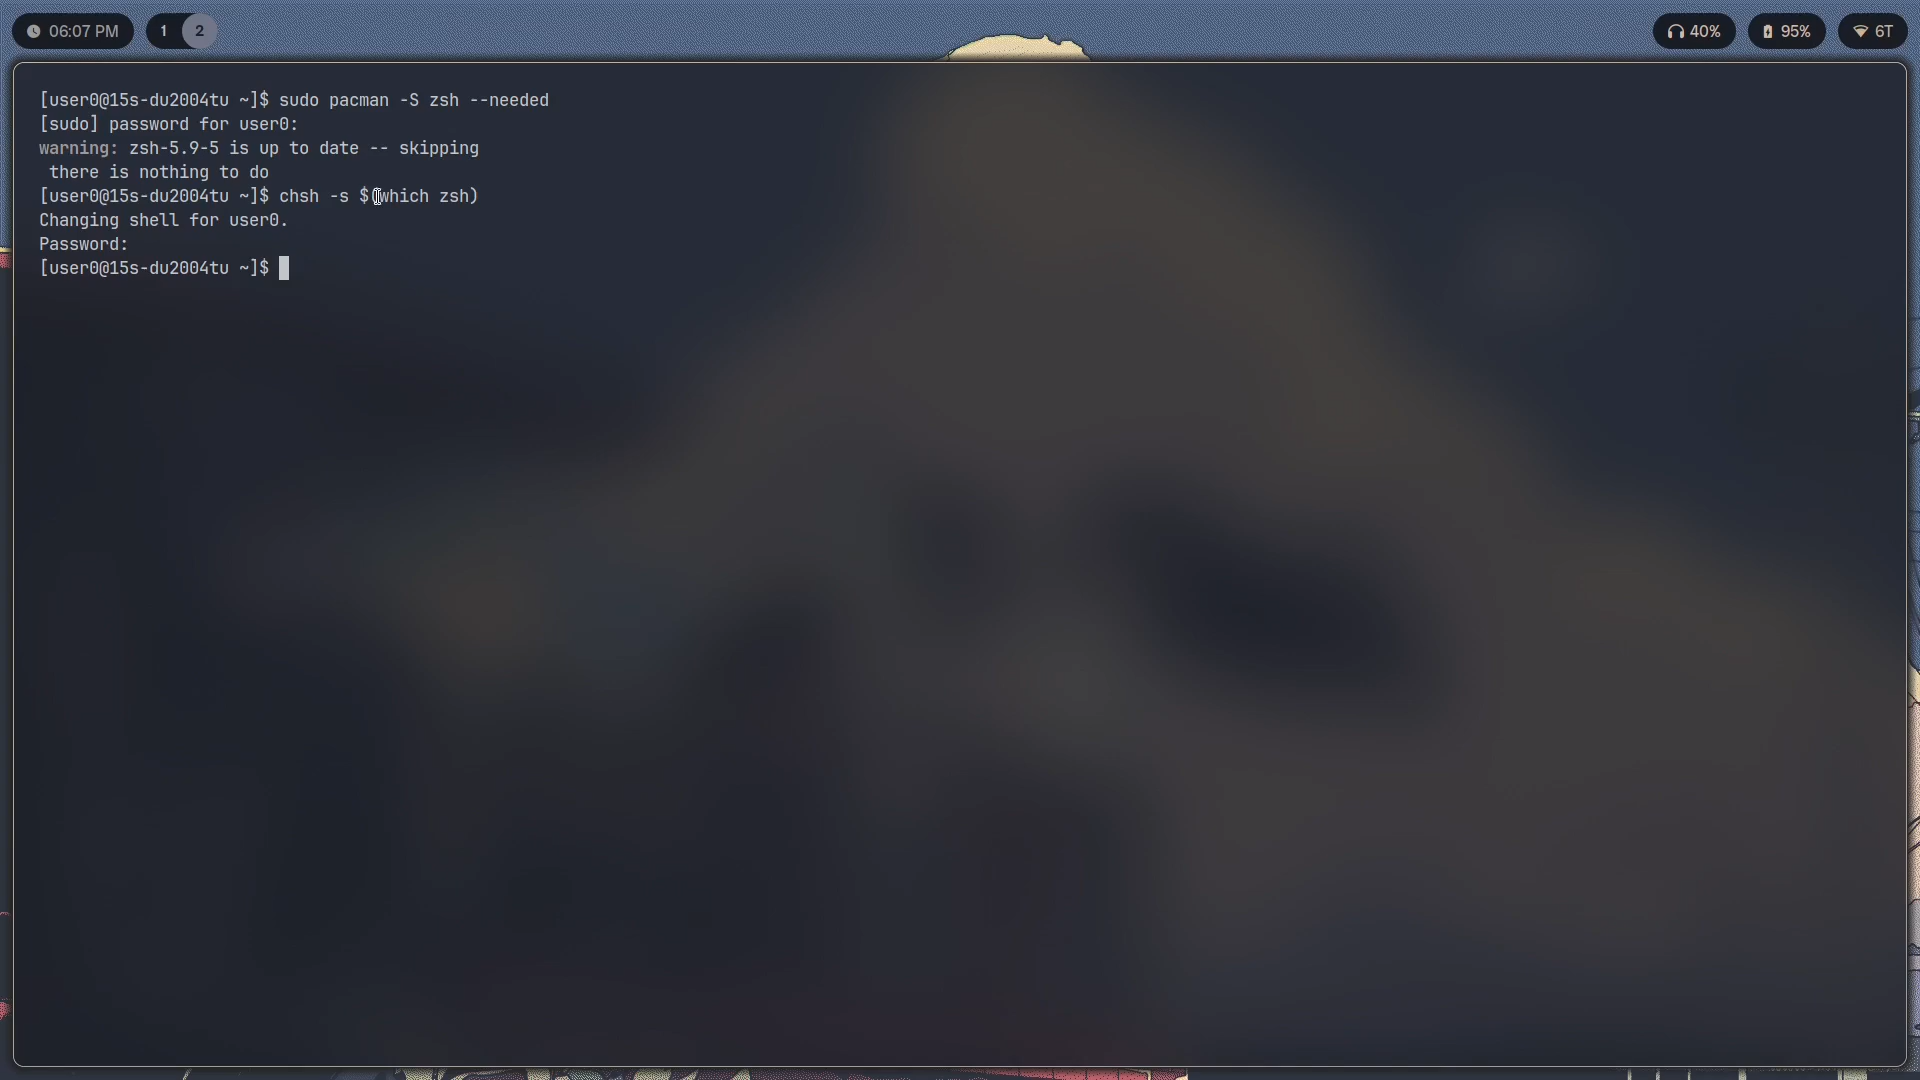 06:07 PM 1 2 40% 95% 6T
[user0@15s-du2004tu ~]$ sudo pacman -S zsh --needed
[sudo] password for user0:
warning: zsh-5.9-5 is up to date -- skipping
 there is nothing to do
[user0@15s-du2004tu ~]$ chsh -s $(which zsh)
Changing shell for user0.
Password:
[user0@15s-du2004tu ~]$